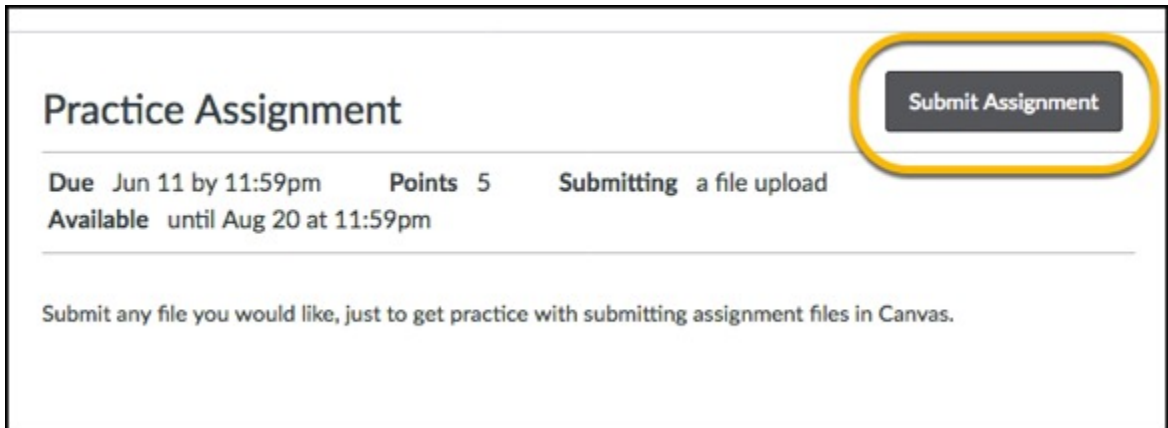 Practice Assignment
Submit Assignment
Due Jun 11 by 11:59pm Points 5 Submitting a file upload
Available until Aug 20 at 11:59pm
Submit any file you would like, just to get practice with submitting assignment files in Canvas.